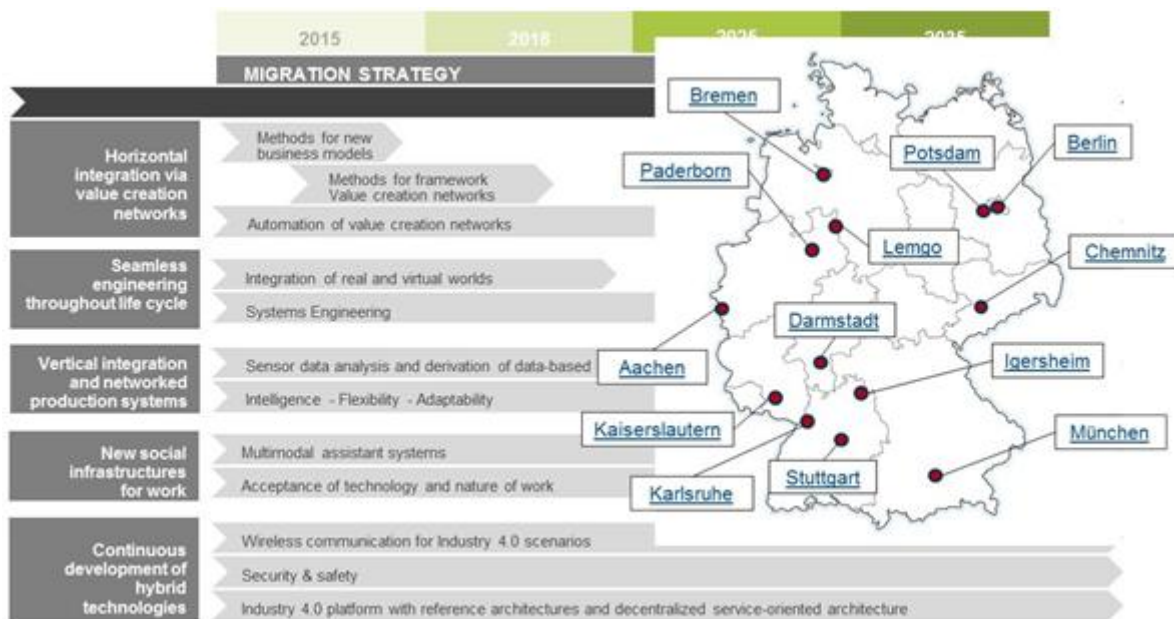 2015
2018
MIGRATION STRATEGY
Horizontal
integration via
value creation
networks
Methods for new
business models
Methods for framework
Value creation networks
Automation of value creation networks
Seamless
engineering
throughout life cycle
Integration of real and virtual worlds
Systems Engineering
Vertical integration
and networked
production systems
Sensor data analysis and derivation of data-based
Intelligence - Flexibility - Adaptability
New social
infrastructures
for work
Multimodal assistant systems
Acceptance of technology and nature of work
Continuous
development of
hybrid
technologies
Wireless communication for Industry 4.0 scenarios
Security & safety
Industry 4.0 platform with reference architectures and decentralized service-oriented architecture
Bremen
Potsdam
Berlin
Paderborn
Lemgo
Chemnitz
Darmstadt
Aachen
Igersheim
Kaiserslautern
München
Stuttgart
Karlsruhe